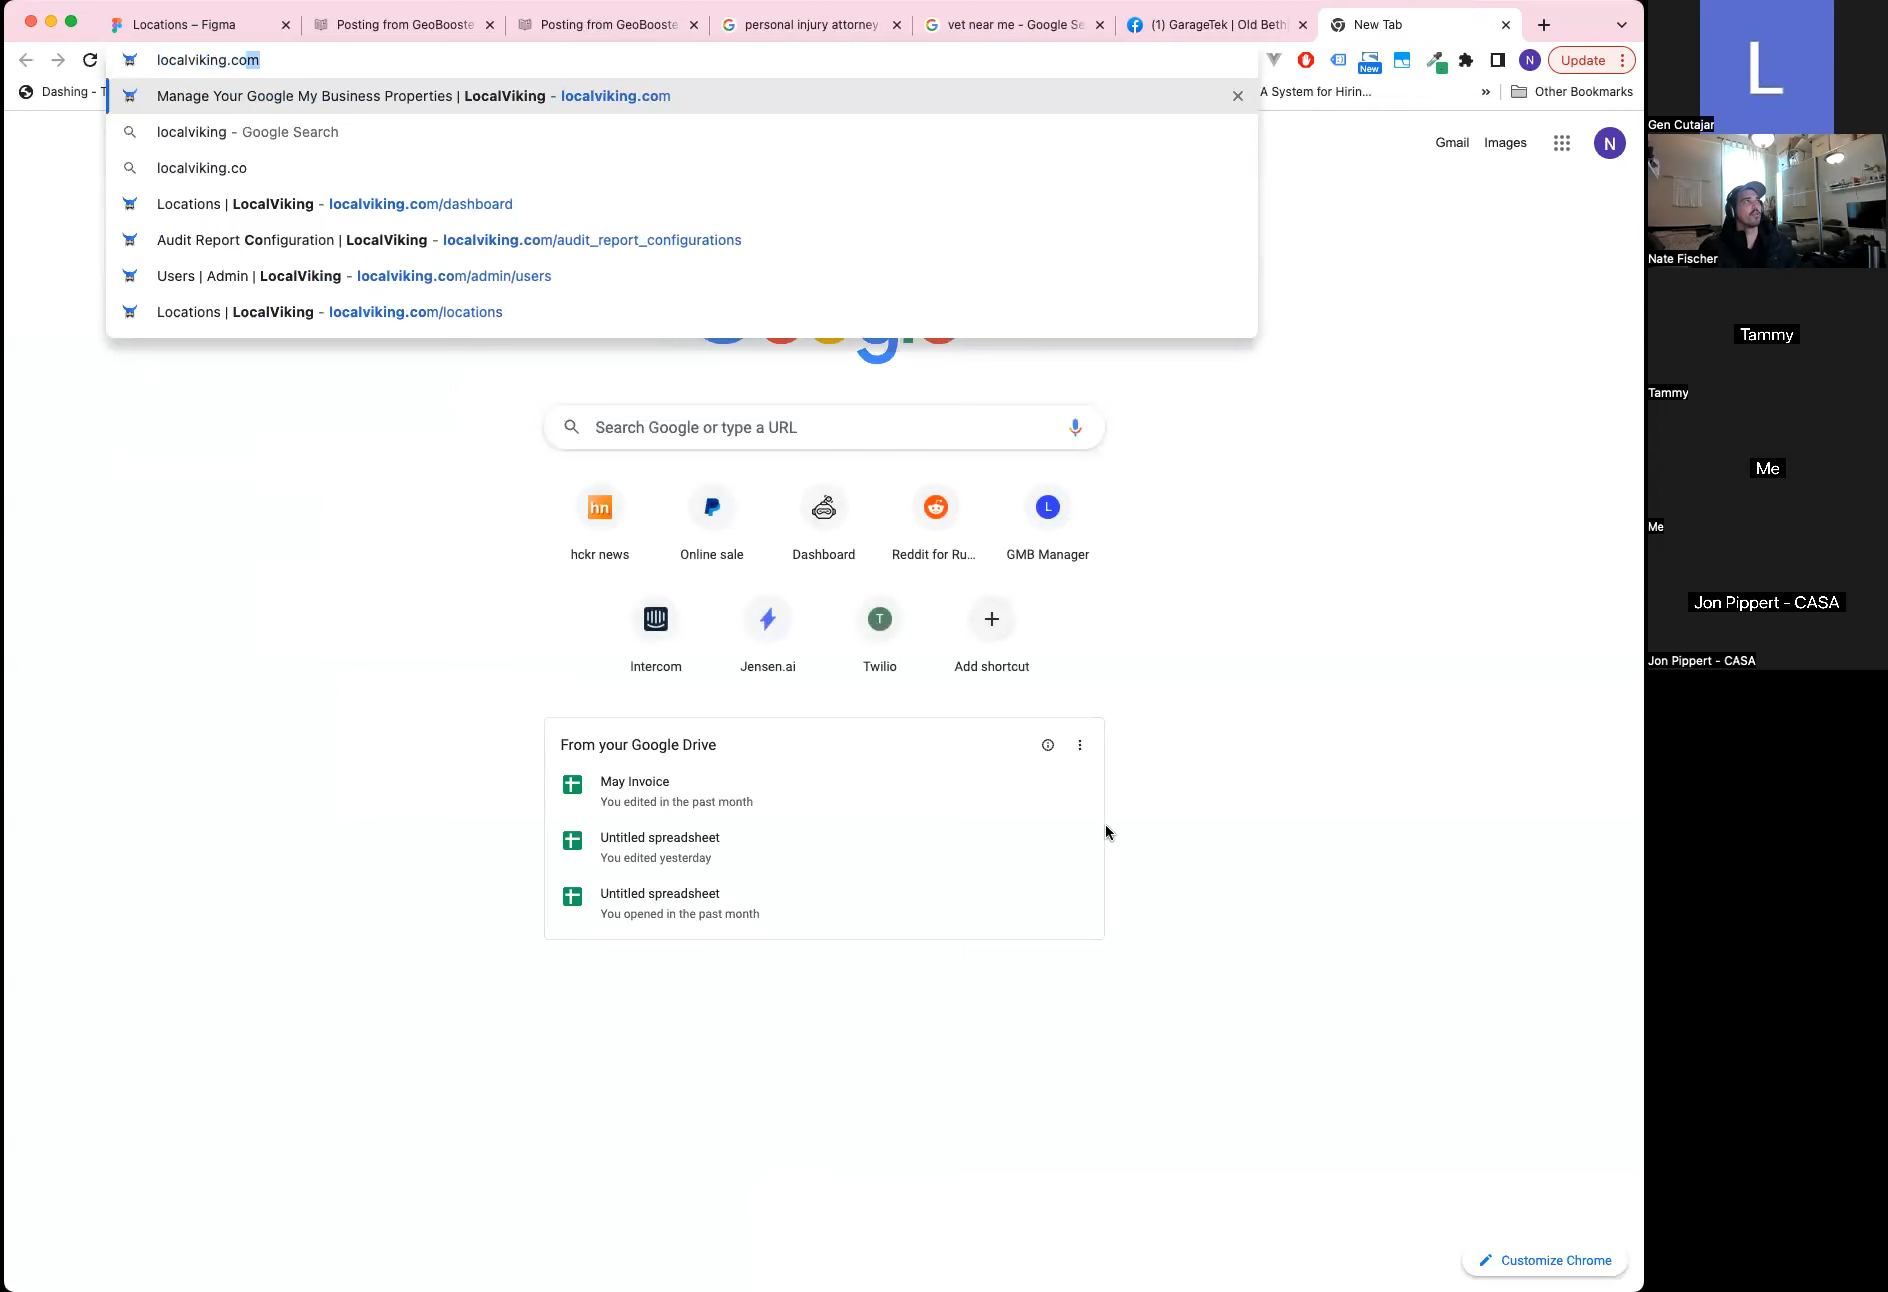 Locations – Figma
Posting from GeoBooste
Posting from GeoBooste
personal injury attorney
vet near me - Google Se
(1) GarageTek | Old Beth
New Tab
localviking.com
New
N
Update
Dashing - T
Manage Your Google My Business Properties | LocalViking - localviking.com
A System for Hirin...
»
Other Bookmarks
localviking - Google Search
Gmail
Images
N
localviking.co
Locations | LocalViking - localviking.com/dashboard
Audit Report Configuration | LocalViking - localviking.com/audit_report_configurations
Users | Admin | LocalViking - localviking.com/admin/users
Locations | LocalViking - localviking.com/locations
Search Google or type a URL
hn
L
hckr news
Online sale
Dashboard
Reddit for Ru...
GMB Manager
T
Intercom
Jensen.ai
Twilio
Add shortcut
From your Google Drive
May Invoice
You edited in the past month
Untitled spreadsheet
You edited yesterday
Untitled spreadsheet
You opened in the past month
Customize Chrome
L
Gen Cutajar
Nate Fischer
Tammy
Tammy
Me
Me
Jon Pippert - CASA
Jon Pippert - CASA